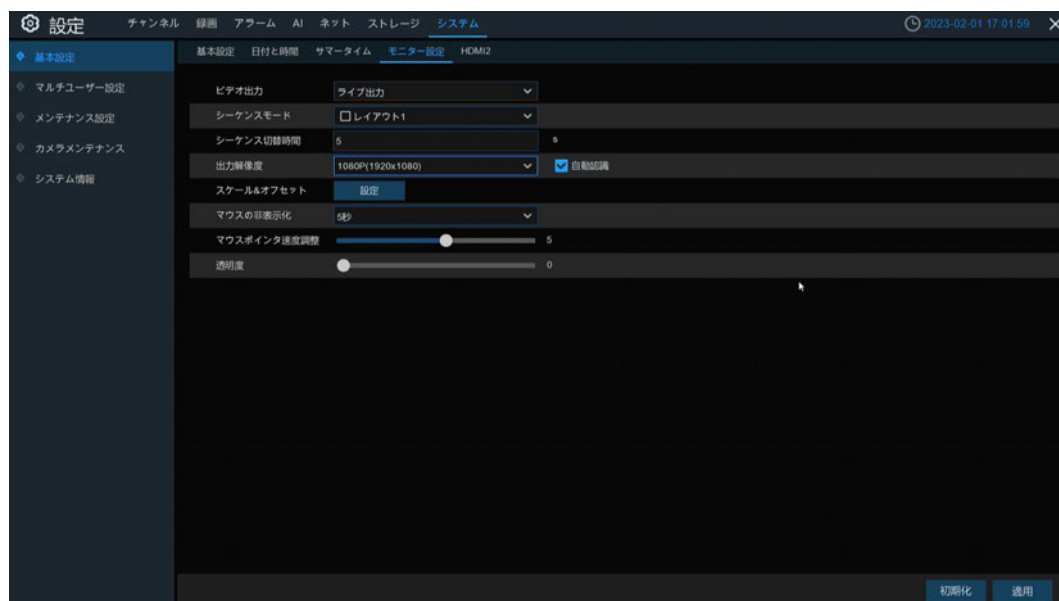 設定 チャンネル 録画 アラーム AI ネット ストレージ システム 2023-02-01 17:01:59
基本設定 日付と時間 サマータイム モニター設定 HDMI2
基本設定
マルチユーザー設定
メンテナンス設定
カメラメンテナンス
システム情報
ビデオ出力 ライブ出力
シーケンスモード レイアウト1
シーケンス切替時間 5 s
出力解像度 1080P(1920x1080) 自動認識
スケール&オフセット 設定
マウスの非表示化 5秒
マウスポインタ速度調整 5
透明度 0
初期化 適用